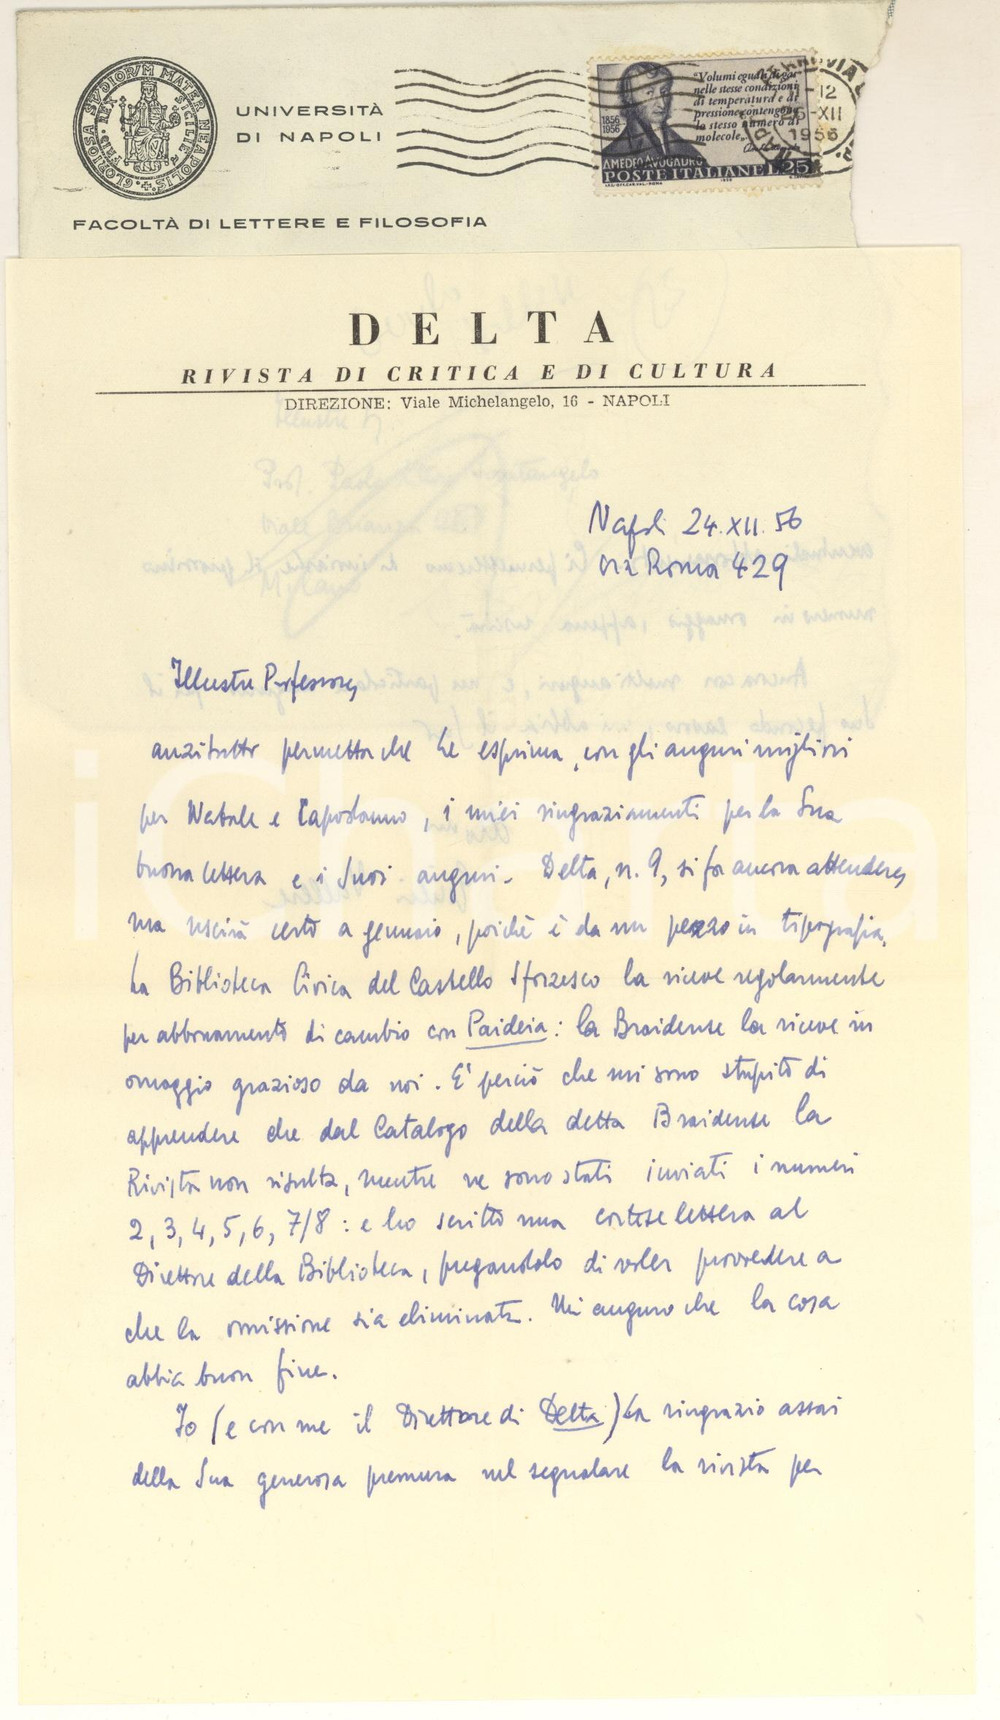 UNIVERSITÀ
DI NAPOLI
FACOLTÀ DI LETTERE E FILOSOFIA
"Volumi eguali di gas
nelle stesse condizioni
di temperatura e di
pressione contengono
lo stesso numero di
molecole"
1856
1956
AMEDEO AVOGADRO
POSTE ITALIANE L.25
12
XII
1956
DELTA
RIVISTA DI CRITICA E DI CULTURA
DIREZIONE: Viale Michelangelo, 16 - NAPOLI
Napoli 24.XII.56
via Roma 429
Illustre Professore,
anzitutto permetta che Le esprima, con gli auguri migliori
per Natale e Capodanno, i miei ringraziamenti per la Sua
buona lettera e i Suoi auguri. Delta, n. 9, si fa ancora attendere,
ma uscirà certo a gennaio, poiché è da un pezzo in tipografia.
La Biblioteca Civica del Castello Sforzesco la riceve regolarmente
per abbonamento di cambio con Paideia: la Braidense la riceve in
omaggio grazioso da noi. E' perciò che mi sono stupito di
apprendere che dal Catalogo della detta Braidense la
Rivista non risulta, mentre ne sono stati inviati i numeri
2, 3, 4, 5, 6, 7/8: e ho scritto una cortese lettera al
Direttore della Biblioteca, pregandolo di voler provvedere a
che la omissione sia eliminata. Mi auguro che la cosa
abbia buon fine.
Io (e con me il Direttore di Delta) La ringrazio assai
della Sua generosa premura nel segnalare la rivista per